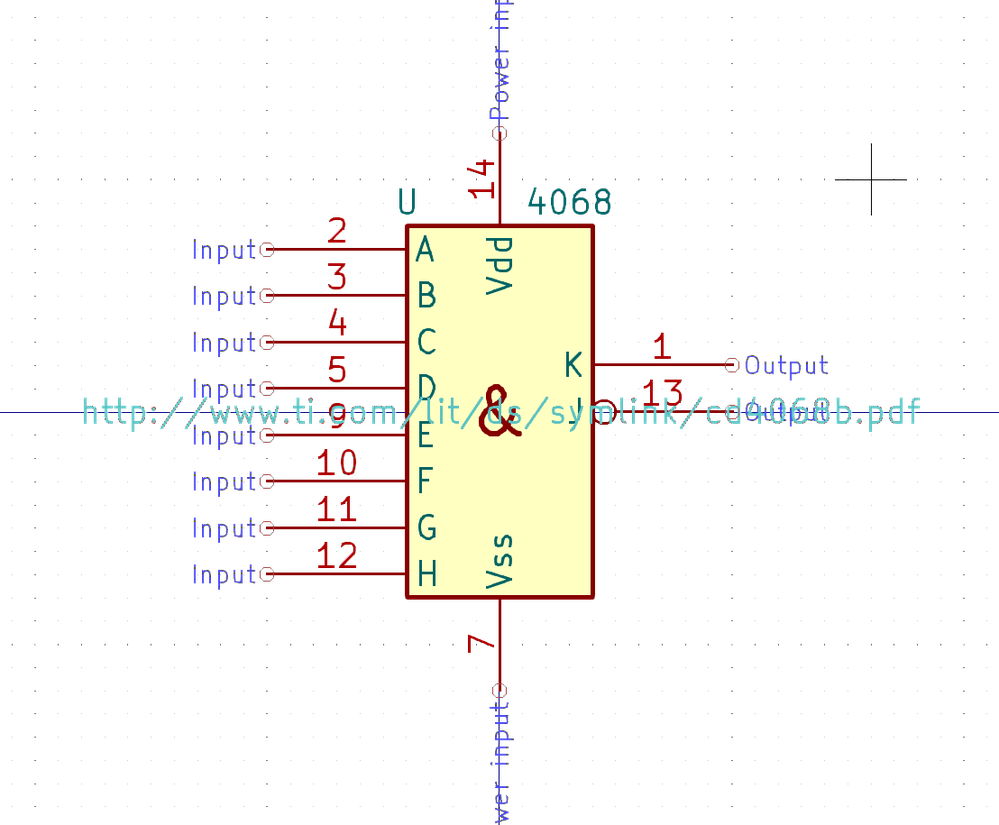 Power inp
14
U
4068
Vdd
Input 2 A
Input 3 B
Input 4 C
K 1 Output
Input 5 D
J 13 Output
http://www.ti.com/lit/ds/symlink/cd4068b.pdf
&
Input 9 E
Input 10 F
Input 11 G
Input 12 H
Vss
7
wer input